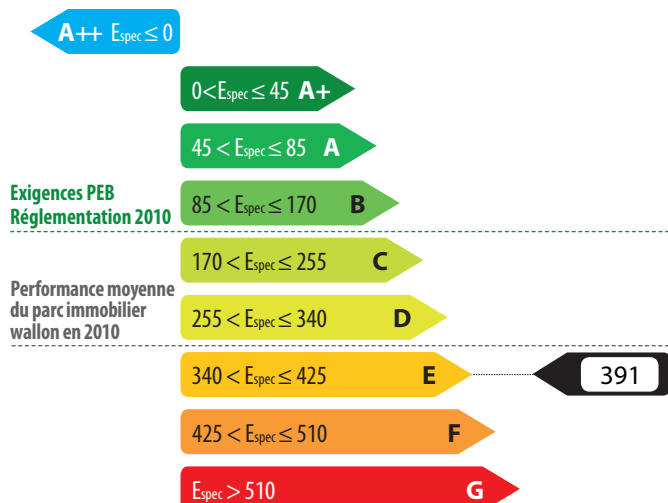 A++ Espec ≤ 0
0<Espec ≤ 45 A+
45 < Espec ≤ 85 A
Exigences PEB
Réglementation 2010
85 < Espec ≤ 170 B
170 < Espec ≤ 255 C
Performance moyenne
du parc immobilier
wallon en 2010
255 < Espec ≤ 340 D
340 < Espec ≤ 425 E
391
425 < Espec ≤ 510 F
Espec > 510 G